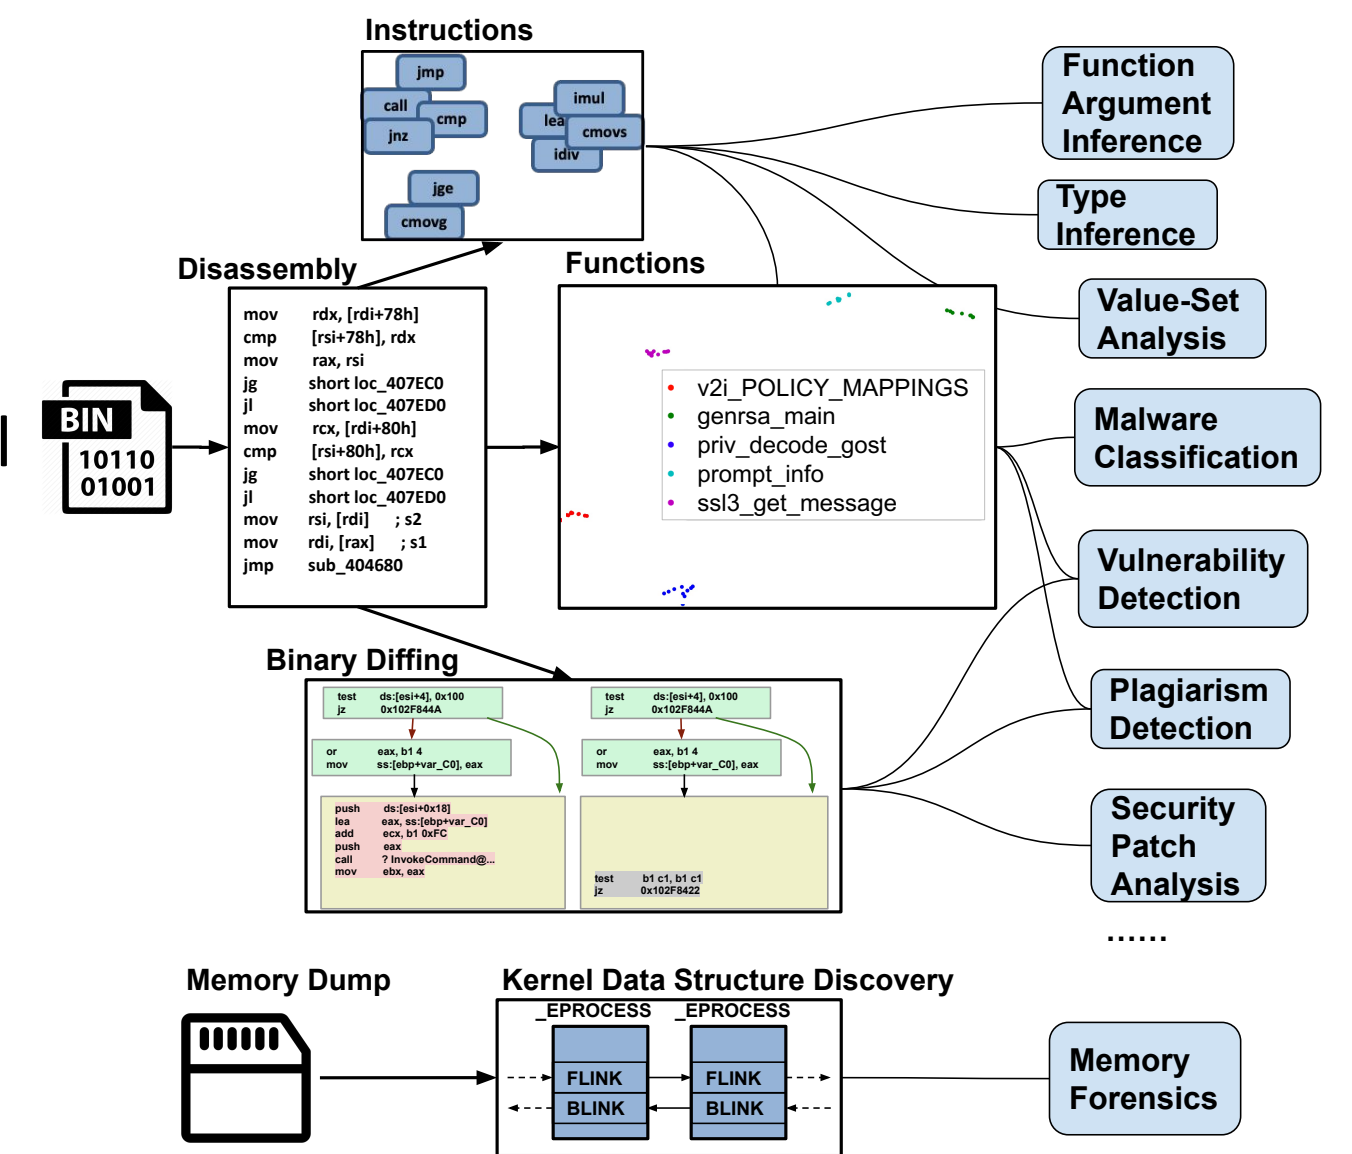 Instructions
jmp
call
cmp
jnz
jge
cmovg
imul
lea
cmovs
idiv
Function
Argument
Inference
Type
Inference
Value-Set
Analysis
Malware
Classification
Vulnerability
Detection
Plagiarism
Detection
Security
Patch
Analysis
......
Disassembly
mov rdx, [rdi+78h]
cmp [rsi+78h], rdx
mov rax, rsi
jg short loc_407EC0
jl short loc_407ED0
mov rcx, [rdi+80h]
cmp [rsi+80h], rcx
jg short loc_407EC0
jl short loc_407ED0
mov rsi, [rdi] ; s2
mov rdi, [rax] ; s1
jmp sub_404680
BIN
10110
01001
Functions
v2i_POLICY_MAPPINGS
genrsa_main
priv_decode_gost
prompt_info
ssl3_get_message
Binary Diffing
test ds:[esi+4], 0x100
jz 0x102F844A
or eax, b1 4
mov ss:[ebp+var_C0], eax
push ds:[esi+0x18]
lea eax, ss:[ebp+var_C0]
add ecx, b1 0xFC
push eax
call ? InvokeCommand@...
mov ebx, eax
test ds:[esi+4], 0x100
jz 0x102F844A
or eax, b1 4
mov ss:[ebp+var_C0], eax
test b1 c1, b1 c1
jz 0x102F8422
Memory Dump
Kernel Data Structure Discovery
_EPROCESS _EPROCESS
FLINK FLINK
BLINK BLINK
Memory
Forensics